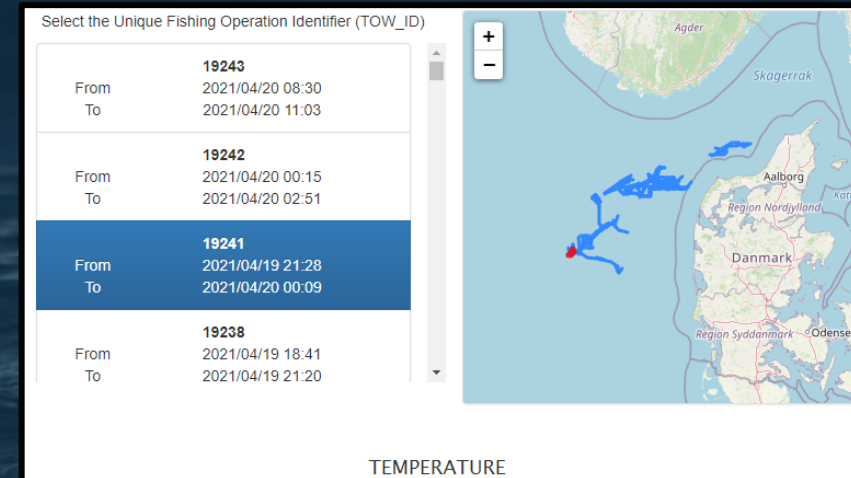 Select the Unique Fishing Operation Identifier (TOW_ID)
19243
From 2021/04/20 08:30
To 2021/04/20 11:03
19242
From 2021/04/20 00:15
To 2021/04/20 02:51
19241
From 2021/04/19 21:28
To 2021/04/20 00:09
19238
From 2021/04/19 18:41
To 2021/04/19 21:20
+
−
Agder
Skagerrak
Aalborg
Region Nordjylland
Danmark
Region Syddanmark
Odense
TEMPERATURE